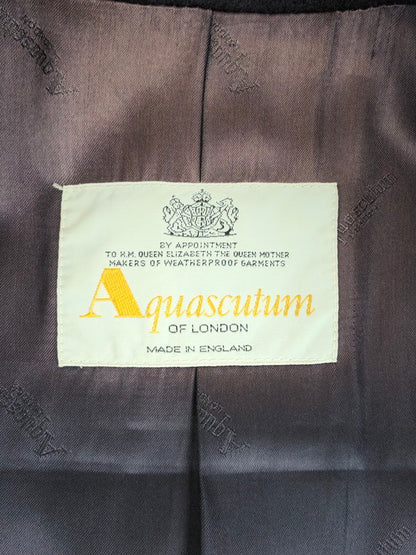 BY APPOINTMENT
TO H.M. QUEEN ELIZABETH THE QUEEN MOTHER
MAKERS OF WEATHERPROOF GARMENTS
Aquascutum
OF LONDON
MADE IN ENGLAND